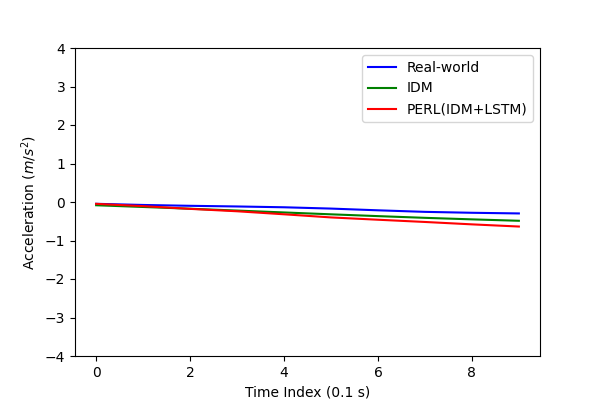 Real-world
IDM
PERL(IDM+LSTM)
4
3
2
1
0
−1
−2
−3
−4
Acceleration (m/s²)
0
2
4
6
8
Time Index (0.1 s)